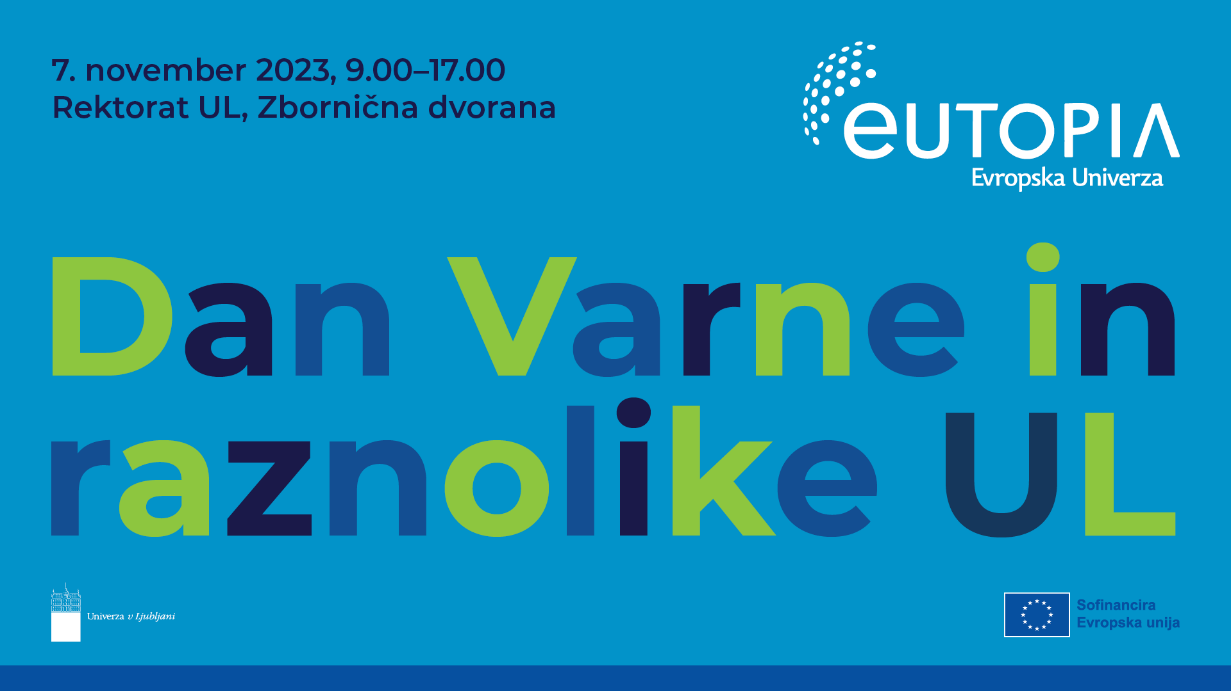 7. november 2023, 9.00–17.00
Rektorat UL, Zbornična dvorana
eUTOPIA
Evropska Univerza
Dan Varne in
raznolike UL
Univerza v Ljubljani
Sofinancira
Evropska unija